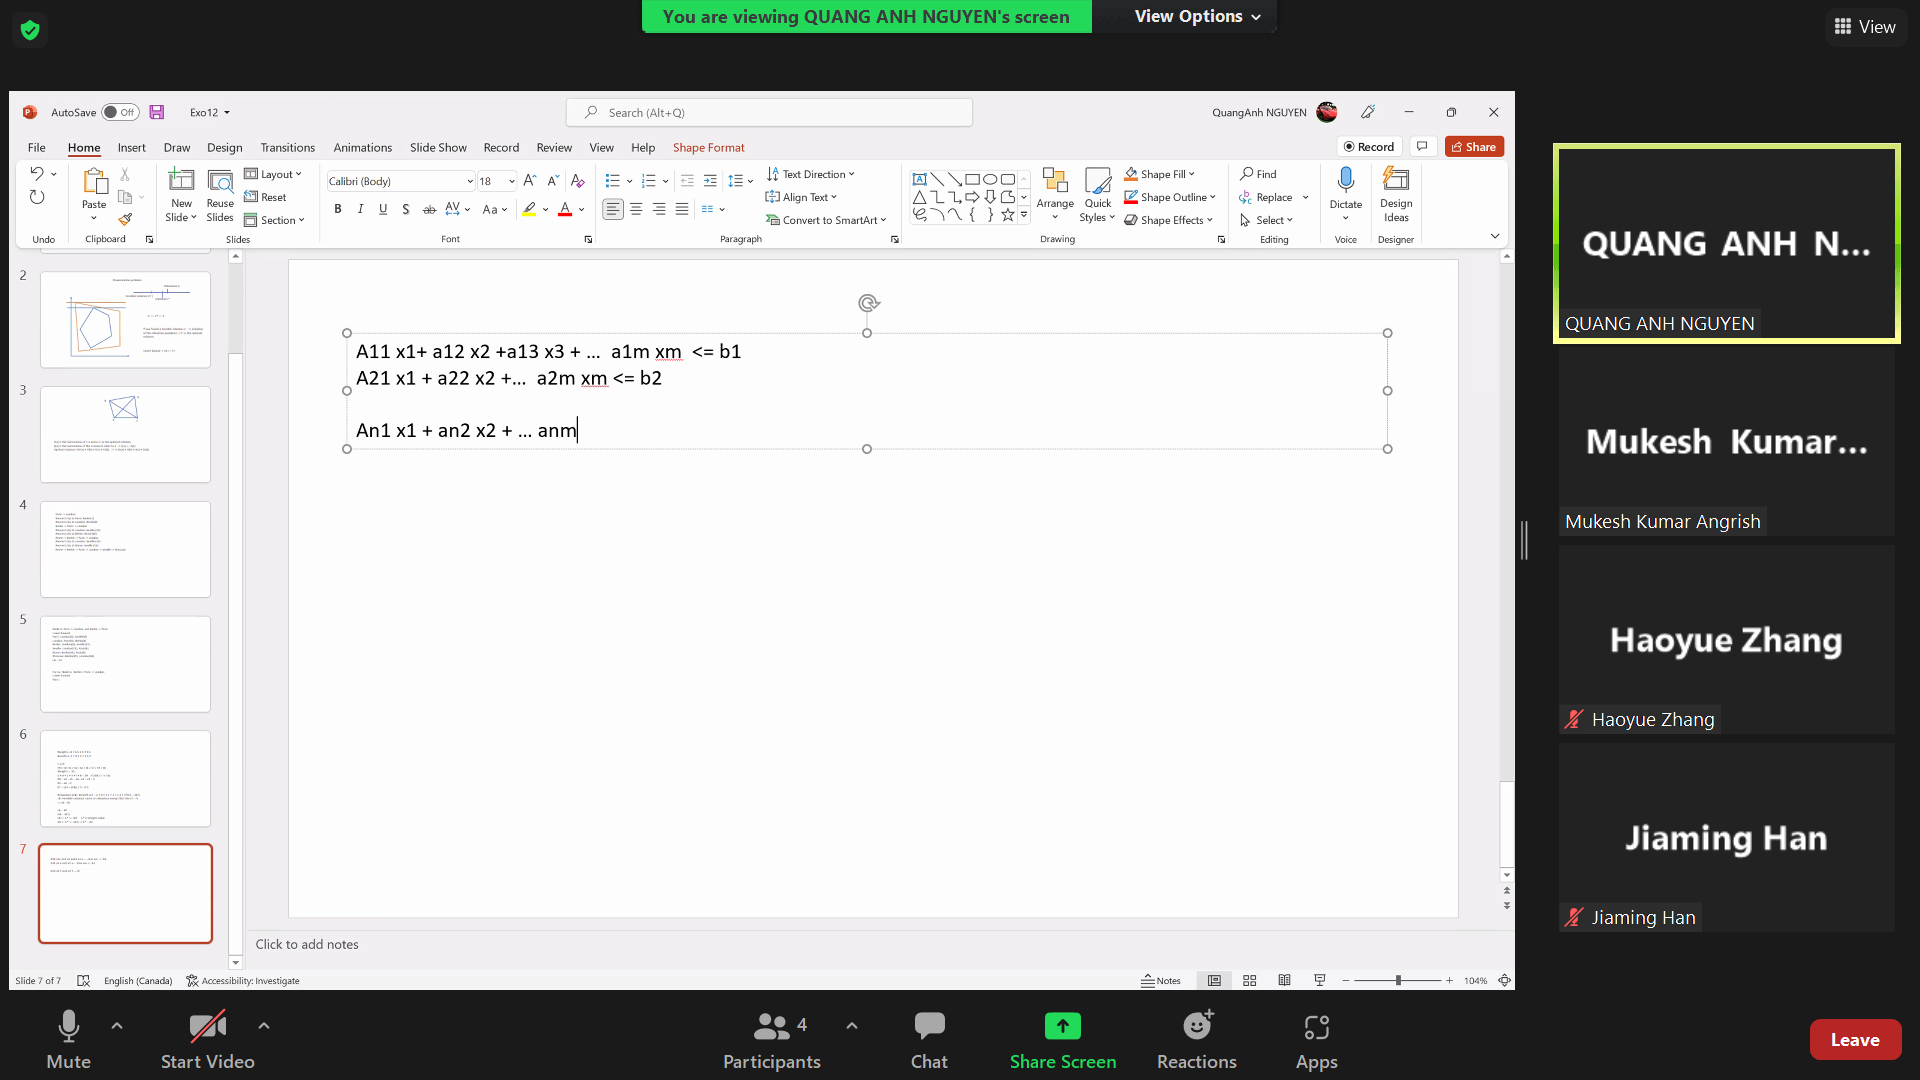 You are viewing QUANG ANH NGUYEN's screen
View Options
View
AutoSave Off
Exo12
Search (Alt+Q)
QuangAnh NGUYEN
File Home Insert Draw Design Transitions Animations Slide Show Record Review View Help Shape Format
Record
Share
Paste
New Slide
Reuse Slides
Layout
Reset
Section
Calibri (Body)
18
Text Direction
Align Text
Convert to SmartArt
Arrange
Quick Styles
Shape Fill
Shape Outline
Shape Effects
Find
Replace
Select
Dictate
Design Ideas
Undo Clipboard Slides Font Paragraph Drawing Editing Voice Designer
2
3
4
5
6
7
A11 x1+ a12 x2 +a13 x3 + ... a1m xm <= b1
A21 x1 + a22 x2 +... a2m xm <= b2
An1 x1 + an2 x2 + ... anm
Click to add notes
Slide 7 of 7
English (Canada)
Accessibility: Investigate
Notes
104%
QUANG ANH N...
QUANG ANH NGUYEN
Mukesh Kumar...
Mukesh Kumar Angrish
Haoyue Zhang
Haoyue Zhang
Jiaming Han
Jiaming Han
Mute
Start Video
4
Participants
Chat
Share Screen
Reactions
Apps
Leave